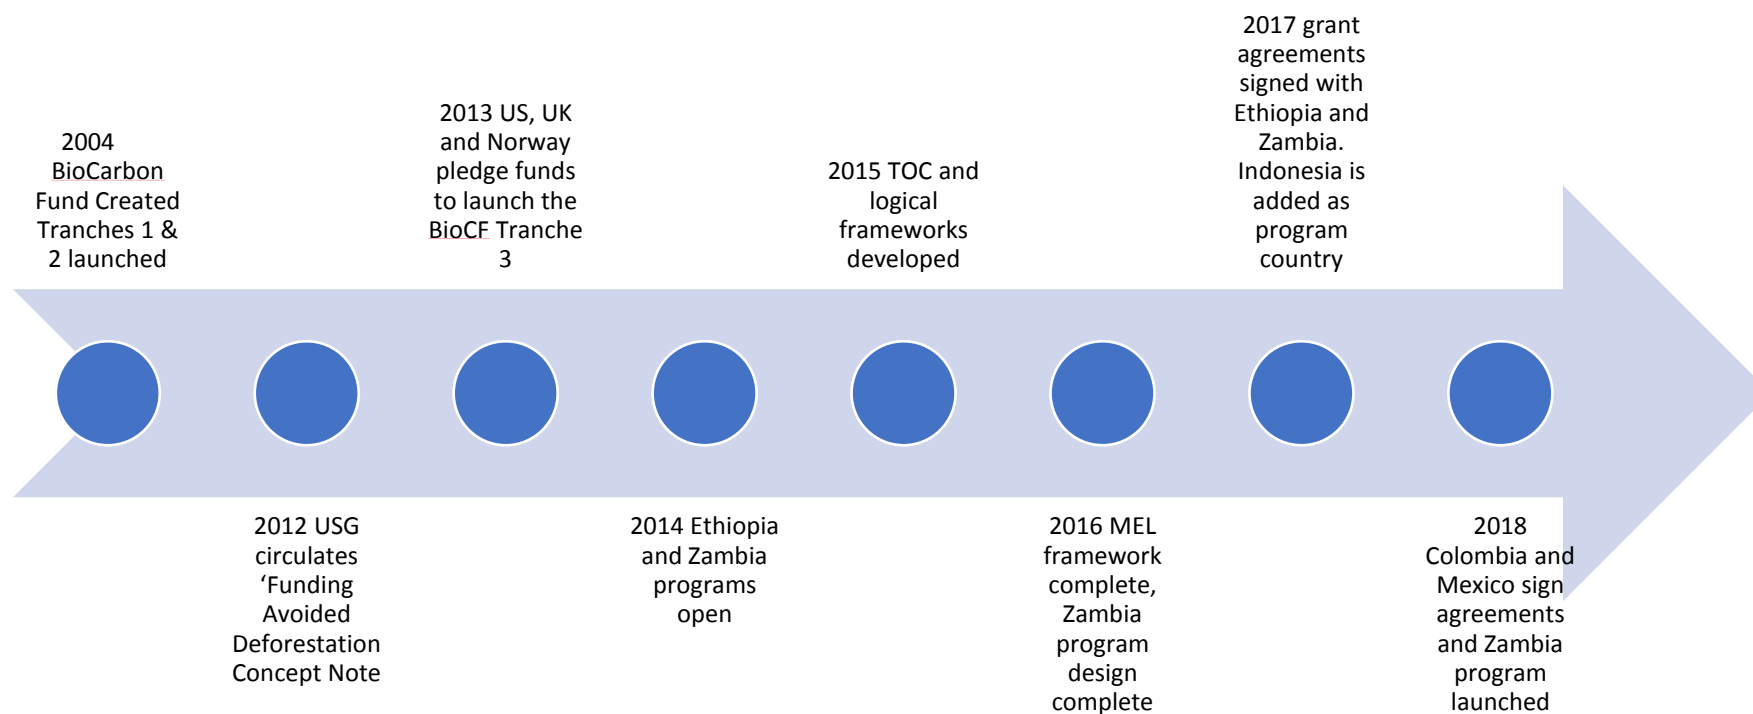 2004
BioCarbon
Fund Created
Tranches 1 &
2 launched
2012 USG
circulates
‘Funding
Avoided
Deforestation
Concept Note
2013 US, UK
and Norway
pledge funds
to launch the
BioCF Tranche
3
2014 Ethiopia
and Zambia
programs
open
2015 TOC and
logical
frameworks
developed
2016 MEL
framework
complete,
Zambia
program
design
complete
2017 grant
agreements
signed with
Ethiopia and
Zambia.
Indonesia is
added as
program
country
2018
Colombia and
Mexico sign
agreements
and Zambia
program
launched